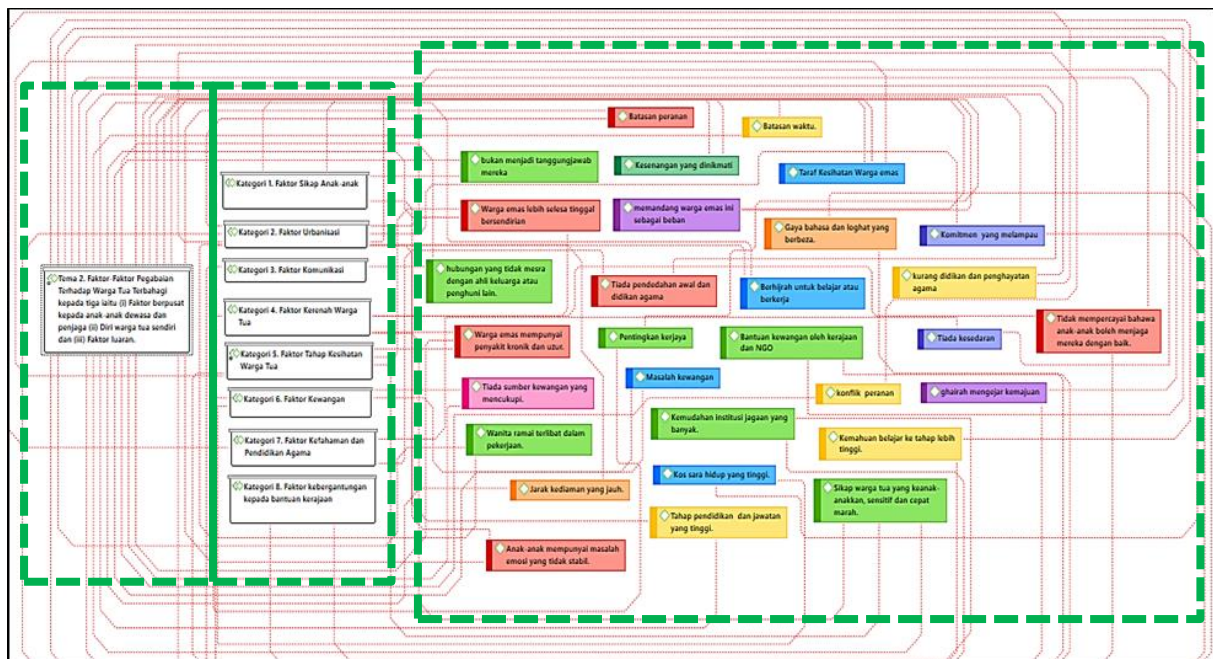 Tema 2. Faktor-Faktor Pegabaian
Terhadap Warga Tua Terbahagi
kepada tiga iaitu (i) Faktor berpusat
kepada anak-anak dewasa dan
penjaga (ii) Diri warga tua sendiri
dan (iii) Faktor luaran.
Kategori 1. Faktor Sikap Anak-anak
Kategori 2. Faktor Urbanisasi
Kategori 3. Faktor Komunikasi
Kategori 4. Faktor Kerenah Warga
Tua
Kategori 5. Faktor Tahap Kesihatan
Warga Tua
Kategori 6. Faktor Kewangan
Kategori 7. Faktor Kefahaman dan
Pendidikan Agama
Kategori 8. Faktor kebergantungan
kepada bantuan kerajaan
Batasan peranan
Batasan waktu.
bukan menjadi tanggungjawab
mereka
Kesenangan yang dinikmati
Taraf Kesihatan Warga emas
Warga emas lebih selesa tinggal
bersendirian
memandang warga emas ini
sebagai beban
Gaya bahasa dan loghat yang
berbeza.
Komitmen yang melampau
hubungan yang tidak mesra
dengan ahli keluarga atau
penghuni lain.
Tiada pendedahan awal dan
didikan agama
Berhijrah untuk belajar atau
berkerja
kurang didikan dan penghayatan
agama
Warga emas mempunyai
penyakit kronik dan uzur.
Pentingkan kerjaya
Bantuan kewangan oleh kerajaan
dan NGO
Tiada kesedaran
Tidak mempercayai bahawa
anak-anak boleh menjaga
mereka dengan baik.
Masalah kewangan
Tiada sumber kewangan yang
mencukupi.
konflik peranan
ghairah mengejar kemajuan
Kemudahan institusi jagaan yang
banyak.
Wanita ramai terlibat dalam
pekerjaan.
Kemahuan belajar ke tahap lebih
tinggi.
Kos sara hidup yang tinggi.
Jarak kediaman yang jauh.
Sikap warga tua yang keanak-
anakkan, sensitif dan cepat
marah.
Tahap pendidikan dan jawatan
yang tinggi.
Anak-anak mempunyai masalah
emosi yang tidak stabil.